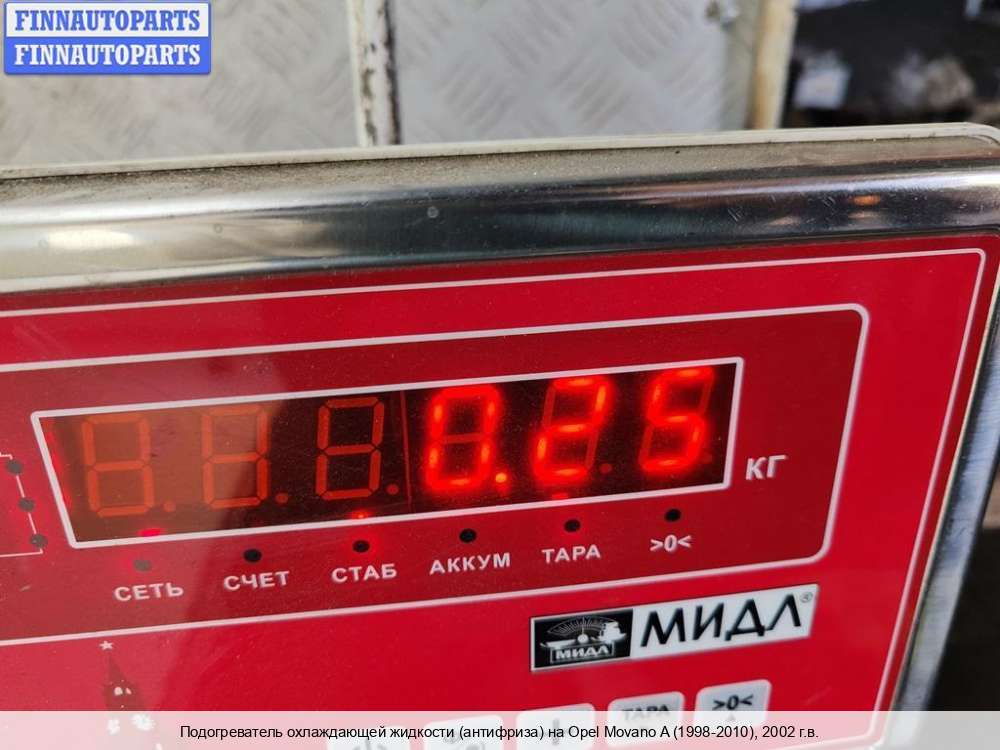 FINNAUTOPARTS
FINNAUTOPARTS
0.25
КГ
СЕТЬ СЧЕТ СТАБ АККУМ ТАРА >0<
МИДЛ МИДЛ®
ТАРА >0<
Подогреватель охлаждающей жидкости (антифриза) на Opel Movano A (1998-2010), 2002 г.в.